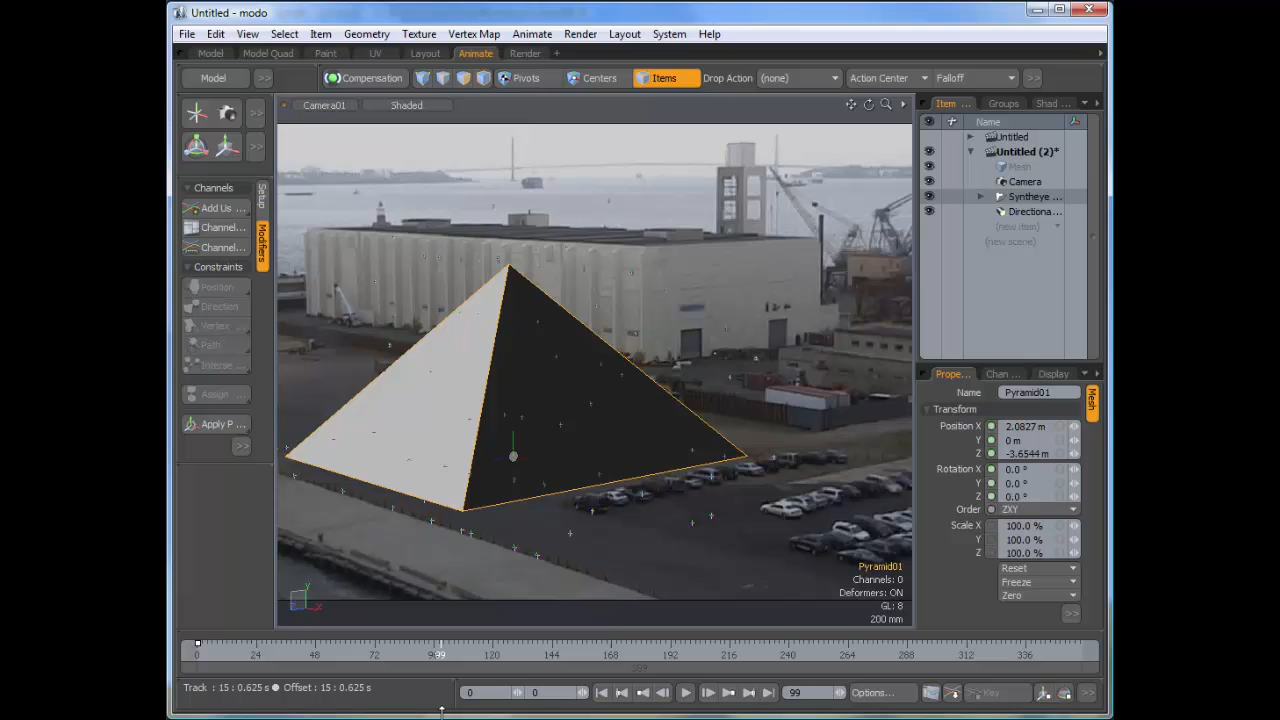 Untitled - modo
File Edit View Select Item Geometry Texture Vertex Map Animate Render Layout System Help
Model Model Quad Paint UV Layout Animate Render +
Model >> Compensation Pivots Centers Items Drop Action (none) Action Center Falloff >>
Camera01 Shaded
Item ... Groups Shad ...
Name
Untitled
Untitled (2)*
Mesh
Camera
Syntheye ...
Directiona...
(new item)
(new scene)
>>
>>
Channels
Add Us ...
Channel...
Channel...
Constraints
Position
Direction
Vertex ...
Path ...
Interse ...
Assign ...
Apply P ...
>>
Setup
Modifiers
Prope... Chan ... Display
Mesh
Name Pyramid01
Transform
Position X 2.0827 m
Y 0 m
Z -3.6544 m
Rotation X 0.0 °
Y 0.0 °
Z 0.0 °
Order ZXY
Scale X 100.0 %
Y 100.0 %
Z 100.0 %
Reset
Freeze
Zero
>>
Pyramid01
Channels: 0
Deformers: ON
GL: 8
200 mm
Y
X
0 24 48 72 99 120 144 168 192 216 240 264 288 312 336
399
Track : 15 : 0.625 s Offset : 15 : 0.625 s
0 0 99 Options... Key >>